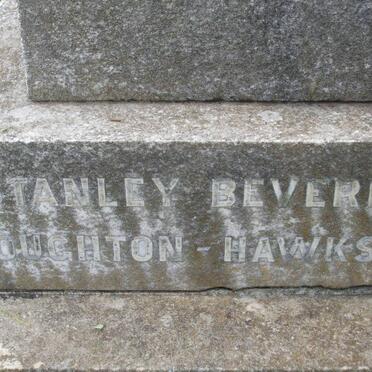 TANLEY BEVER
OUGHTON - HAWKS